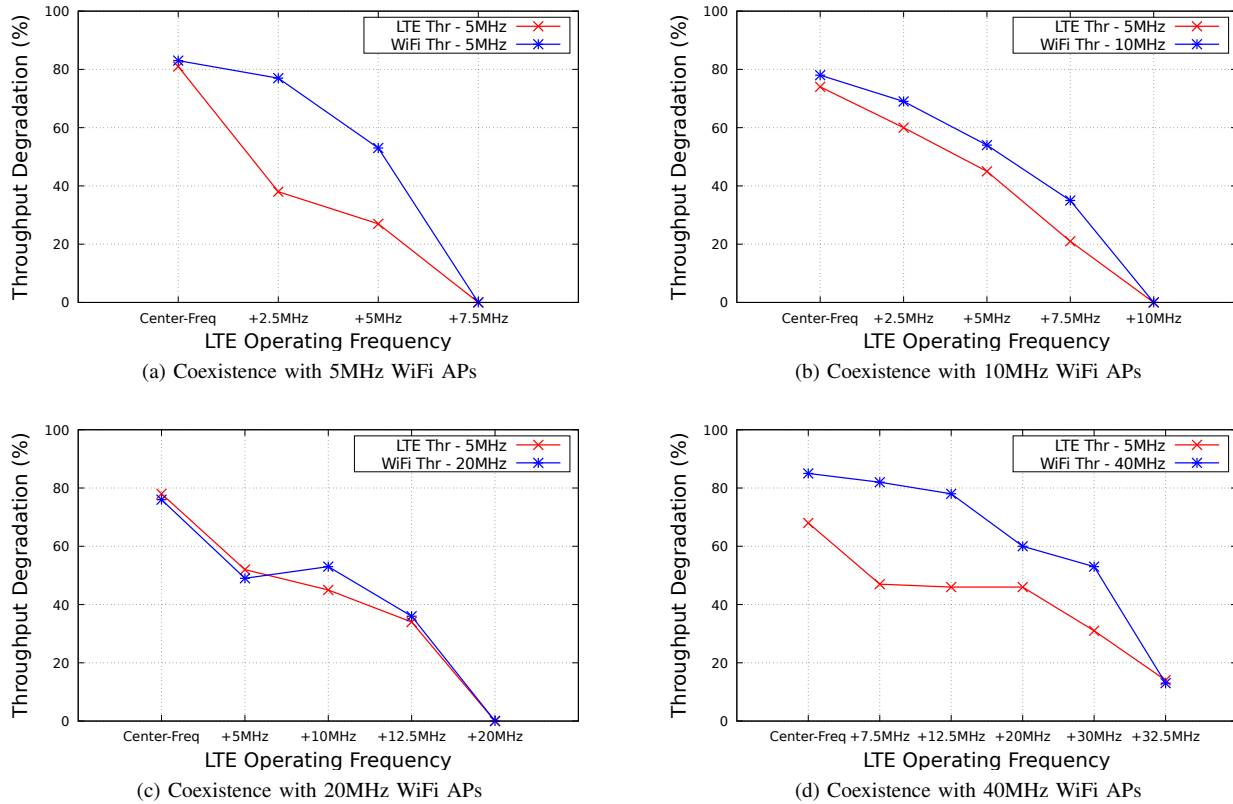 100
80
60
40
20
0
Throughput Degradation (%)
LTE Thr - 5MHz
WiFi Thr - 5MHz
Center-Freq +2.5MHz +5MHz +7.5MHz
LTE Operating Frequency
(a) Coexistence with 5MHz WiFi APs
100
80
60
40
20
0
Throughput Degradation (%)
LTE Thr - 5MHz
WiFi Thr - 10MHz
Center-Freq +2.5MHz +5MHz +7.5MHz +10MHz
LTE Operating Frequency
(b) Coexistence with 10MHz WiFi APs
100
80
60
40
20
0
Throughput Degradation (%)
LTE Thr - 5MHz
WiFi Thr - 20MHz
Center-Freq +5MHz +10MHz +12.5MHz +20MHz
LTE Operating Frequency
(c) Coexistence with 20MHz WiFi APs
100
80
60
40
20
0
Throughput Degradation (%)
LTE Thr - 5MHz
WiFi Thr - 40MHz
Center-Freq +7.5MHz +12.5MHz +20MHz +30MHz +32.5MHz
LTE Operating Frequency
(d) Coexistence with 40MHz WiFi APs